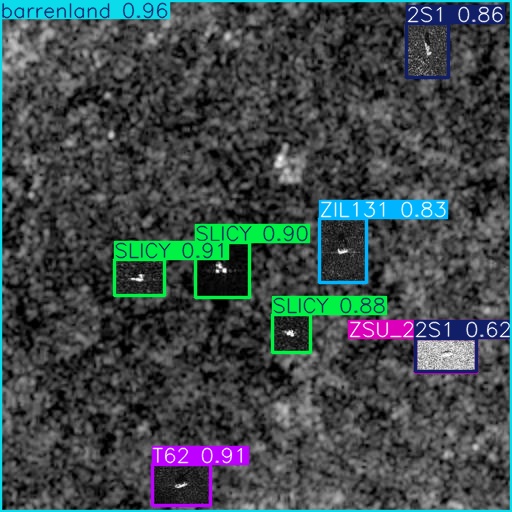 barrenland 0.96
2S1 0.86
ZIL131 0.83
SLICY 0.90
SLICY 0.91
SLICY 0.88
ZSU_2
2S1 0.62
T62 0.91